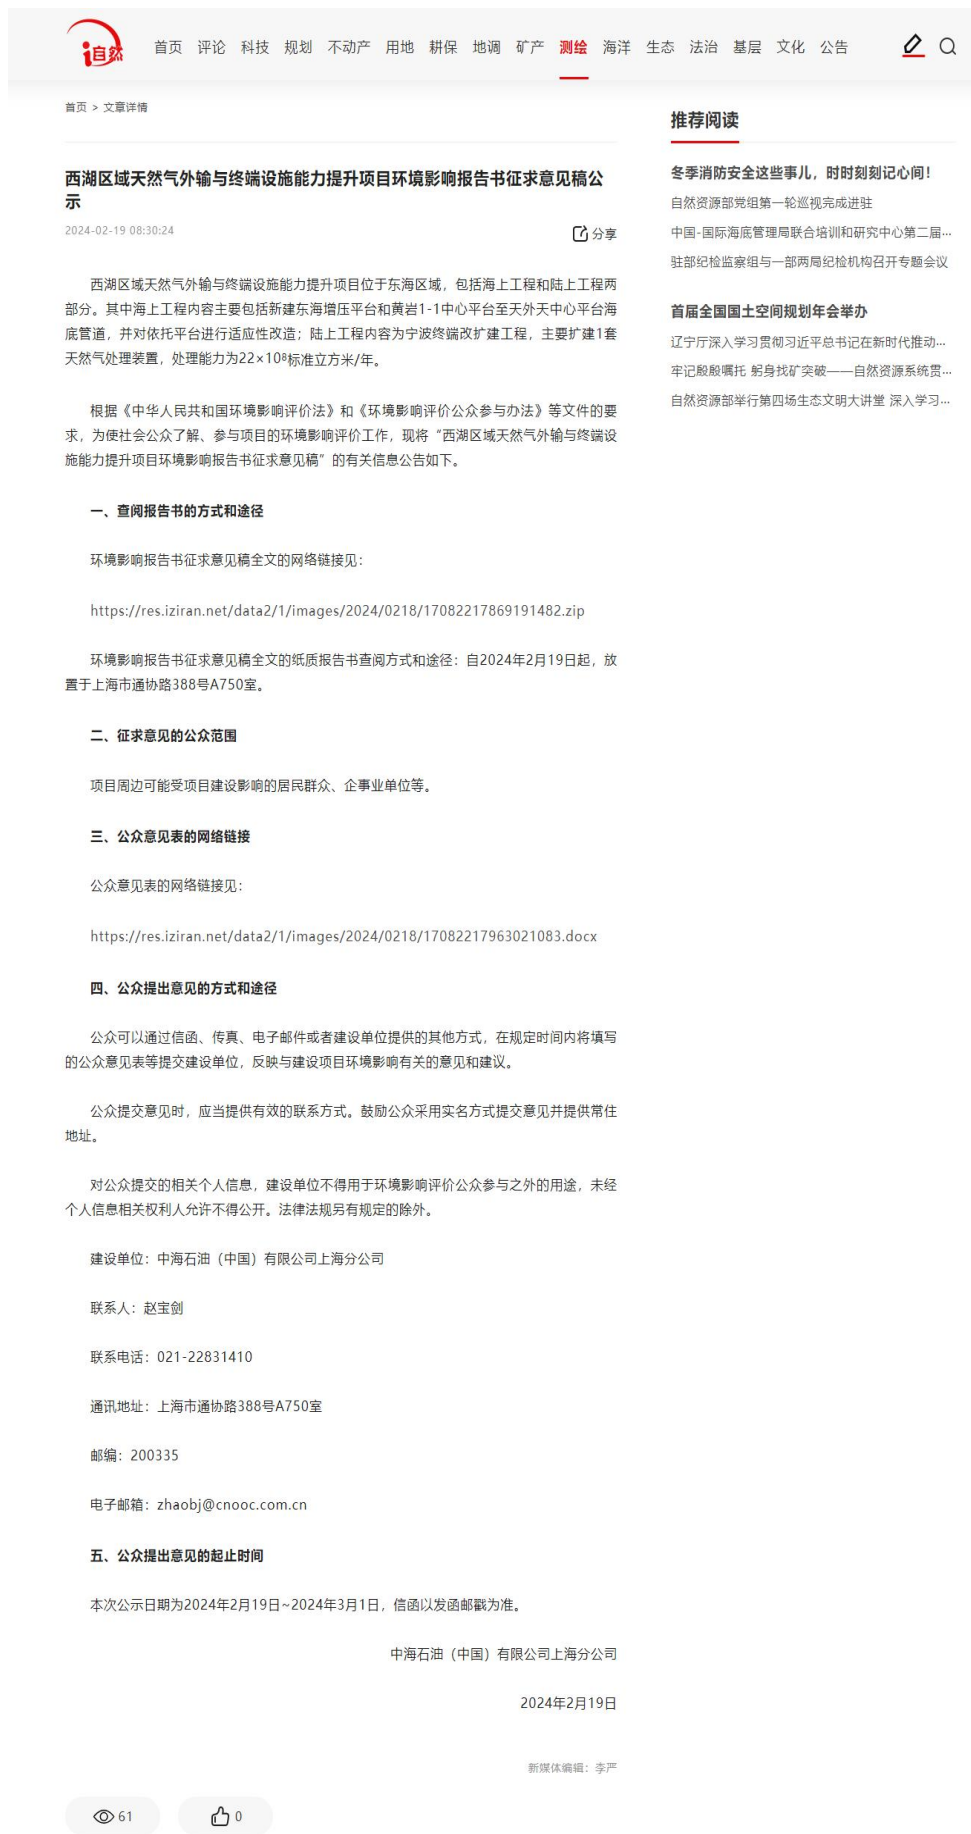 i自然
首页 评论 科技 规划 不动产 用地 耕保 地调 矿产 测绘 海洋 生态 法治 基层 文化 公告
首页 > 文章详情
西湖区域天然气外输与终端设施能力提升项目环境影响报告书征求意见稿公
示
2024-02-19 08:30:24
分享
西湖区域天然气外输与终端设施能力提升项目位于东海区域，包括海上工程和陆上工程两
部分。其中海上工程内容主要包括新建东海增压平台和黄岩1-1中心平台至天外天中心平台海
底管道，并对依托平台进行适应性改造；陆上工程内容为宁波终端改扩建工程，主要扩建1套
天然气处理装置，处理能力为22×10⁸标准立方米/年。
根据《中华人民共和国环境影响评价法》和《环境影响评价公众参与办法》等文件的要
求，为使社会公众了解、参与项目的环境影响评价工作，现将“西湖区域天然气外输与终端设
施能力提升项目环境影响报告书征求意见稿”的有关信息公告如下。
一、查阅报告书的方式和途径
环境影响报告书征求意见稿全文的网络链接见：
https://res.iziran.net/data2/1/images/2024/0218/17082217869191482.zip
环境影响报告书征求意见稿全文的纸质报告书查阅方式和途径：自2024年2月19日起，放
置于上海市通协路388号A750室。
二、征求意见的公众范围
项目周边可能受项目建设影响的居民群众、企事业单位等。
三、公众意见表的网络链接
公众意见表的网络链接见：
https://res.iziran.net/data2/1/images/2024/0218/17082217963021083.docx
四、公众提出意见的方式和途径
公众可以通过信函、传真、电子邮件或者建设单位提供的其他方式，在规定时间内将填写
的公众意见表等提交建设单位，反映与建设项目环境影响有关的意见和建议。
公众提交意见时，应当提供有效的联系方式。鼓励公众采用实名方式提交意见并提供常住
地址。
对公众提交的相关个人信息，建设单位不得用于环境影响评价公众参与之外的用途，未经
个人信息相关权利人允许不得公开。法律法规另有规定的除外。
建设单位：中海石油（中国）有限公司上海分公司
联系人：赵宝剑
联系电话：021-22831410
通讯地址：上海市通协路388号A750室
邮编：200335
电子邮箱：zhaobj@cnooc.com.cn
五、公众提出意见的起止时间
本次公示日期为2024年2月19日~2024年3月1日，信函以发函邮戳为准。
中海石油（中国）有限公司上海分公司
2024年2月19日
新媒体编辑：李严
61
0
推荐阅读
冬季消防安全这些事儿，时时刻刻记心间！
自然资源部党组第一轮巡视完成进驻
中国-国际海底管理局联合培训和研究中心第二届...
驻部纪检监察组与一部两局纪检机构召开专题会议
首届全国国土空间规划年会举办
辽宁厅深入学习贯彻习近平总书记在新时代推动...
牢记殷殷嘱托 躬身找矿突破——自然资源系统贯...
自然资源部举行第四场生态文明大讲堂 深入学习...